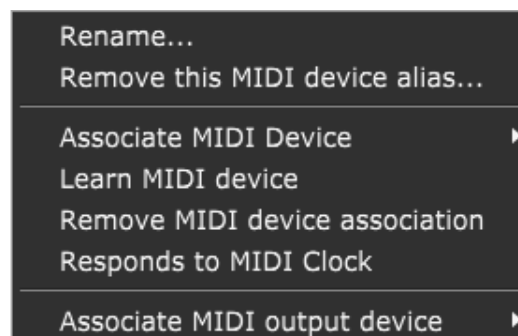 Rename...
Remove this MIDI device alias...
Associate MIDI Device
Learn MIDI device
Remove MIDI device association
Responds to MIDI Clock
Associate MIDI output device